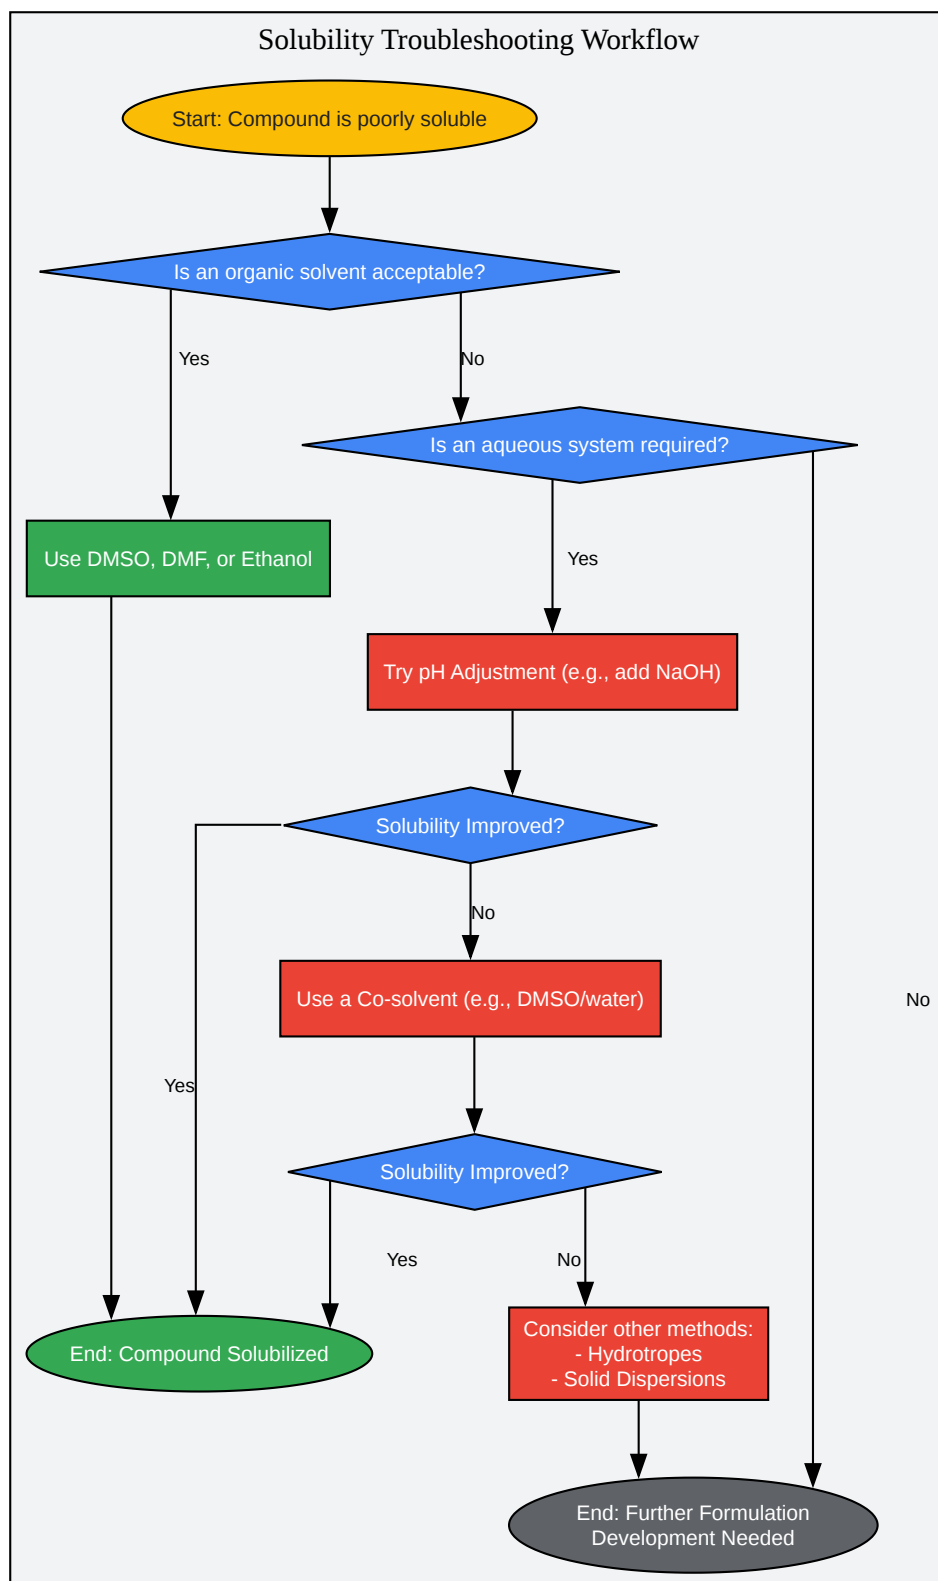 Solubility Troubleshooting Workflow
Start: Compound is poorly soluble
Is an organic solvent acceptable?
Yes
No
Is an aqueous system required?
Use DMSO, DMF, or Ethanol
Yes
Try pH Adjustment (e.g., add NaOH)
Solubility Improved?
No
Use a Co-solvent (e.g., DMSO/water)
No
Yes
Solubility Improved?
Yes
No
Consider other methods:
- Hydrotropes
- Solid Dispersions
End: Compound Solubilized
End: Further Formulation
Development Needed